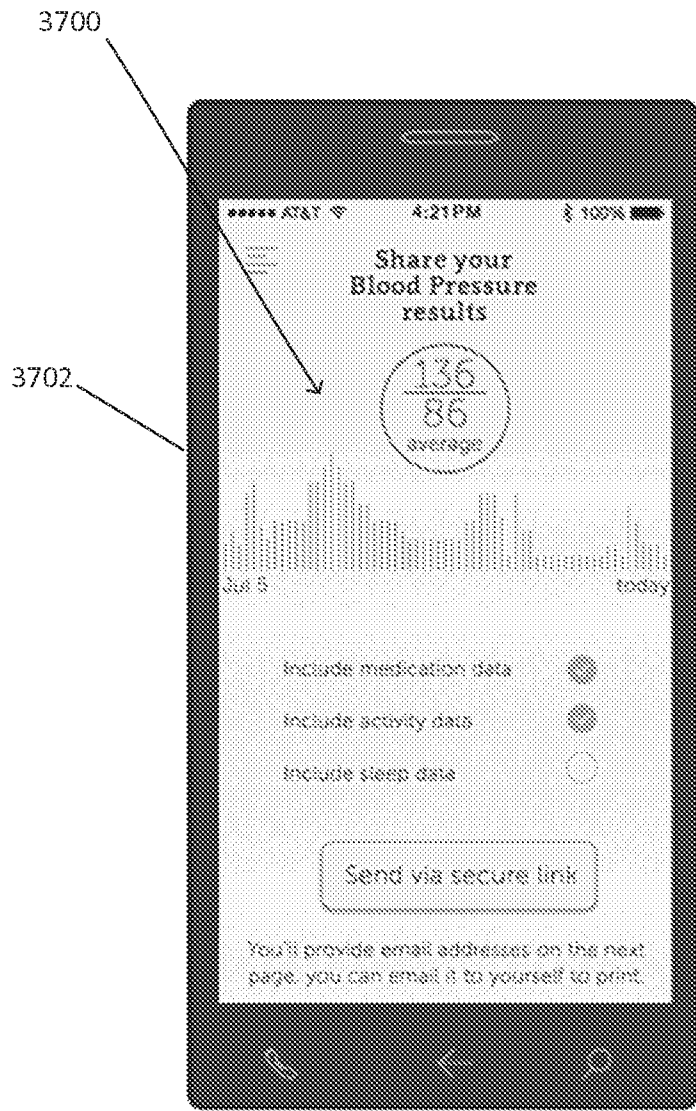 3700
AT&T 4:21 PM 100%
Share your
Blood Pressure
results
3702
136
86
average
Jul 5 today
Include medication data
Include activity data
Include sleep data
Send via secure link
You'll provide email addresses on the next
page. you can email it to yourself to print.